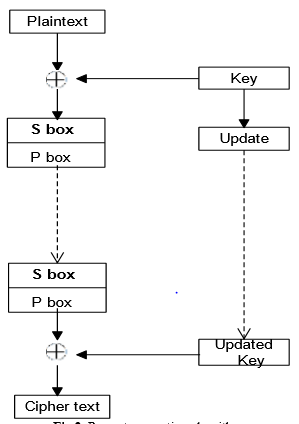 Plaintext
Key
S box
P box
Update
S box
P box
Updated
Key
Cipher text